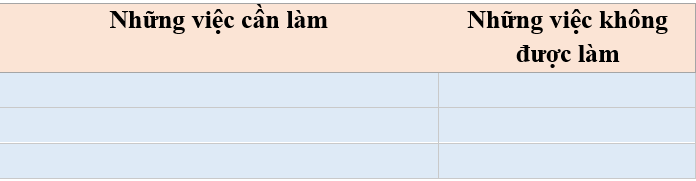 Những việc cần làm
Những việc không
được làm